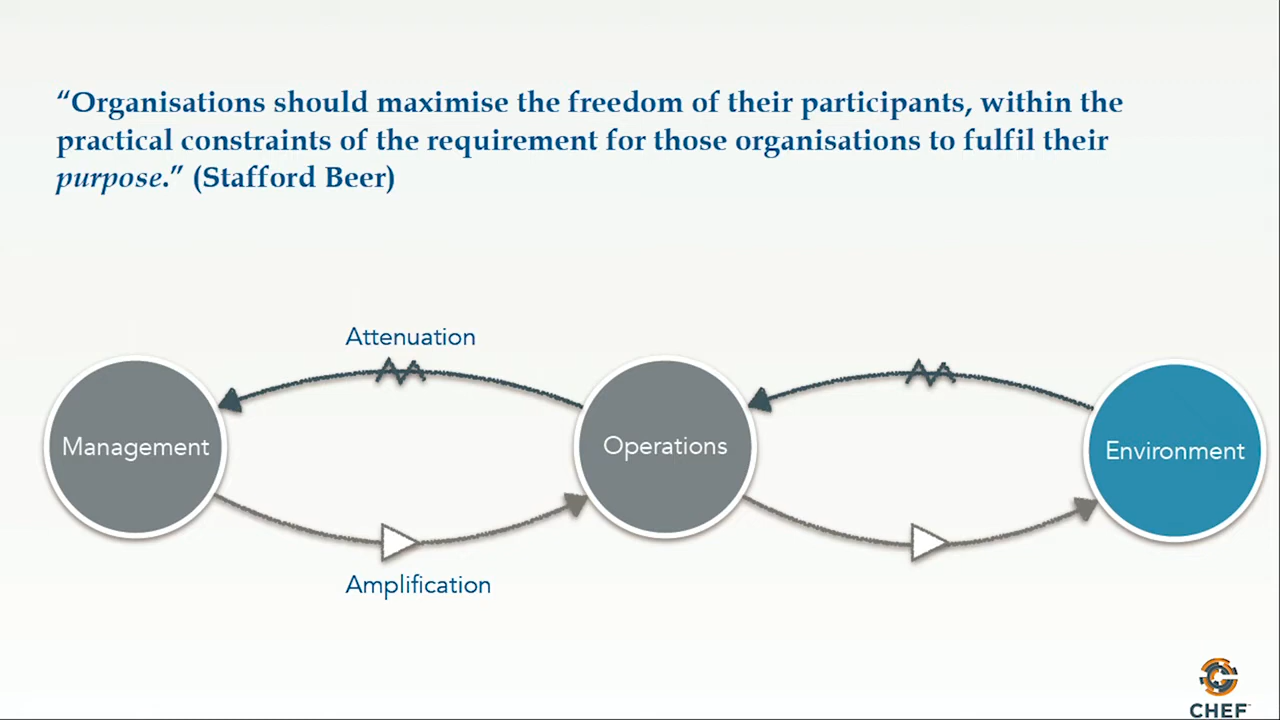 “Organisations should maximise the freedom of their participants, within the
practical constraints of the requirement for those organisations to fulfil their
purpose.” (Stafford Beer)
Attenuation
Management
Operations
Environment
Amplification
CHEF